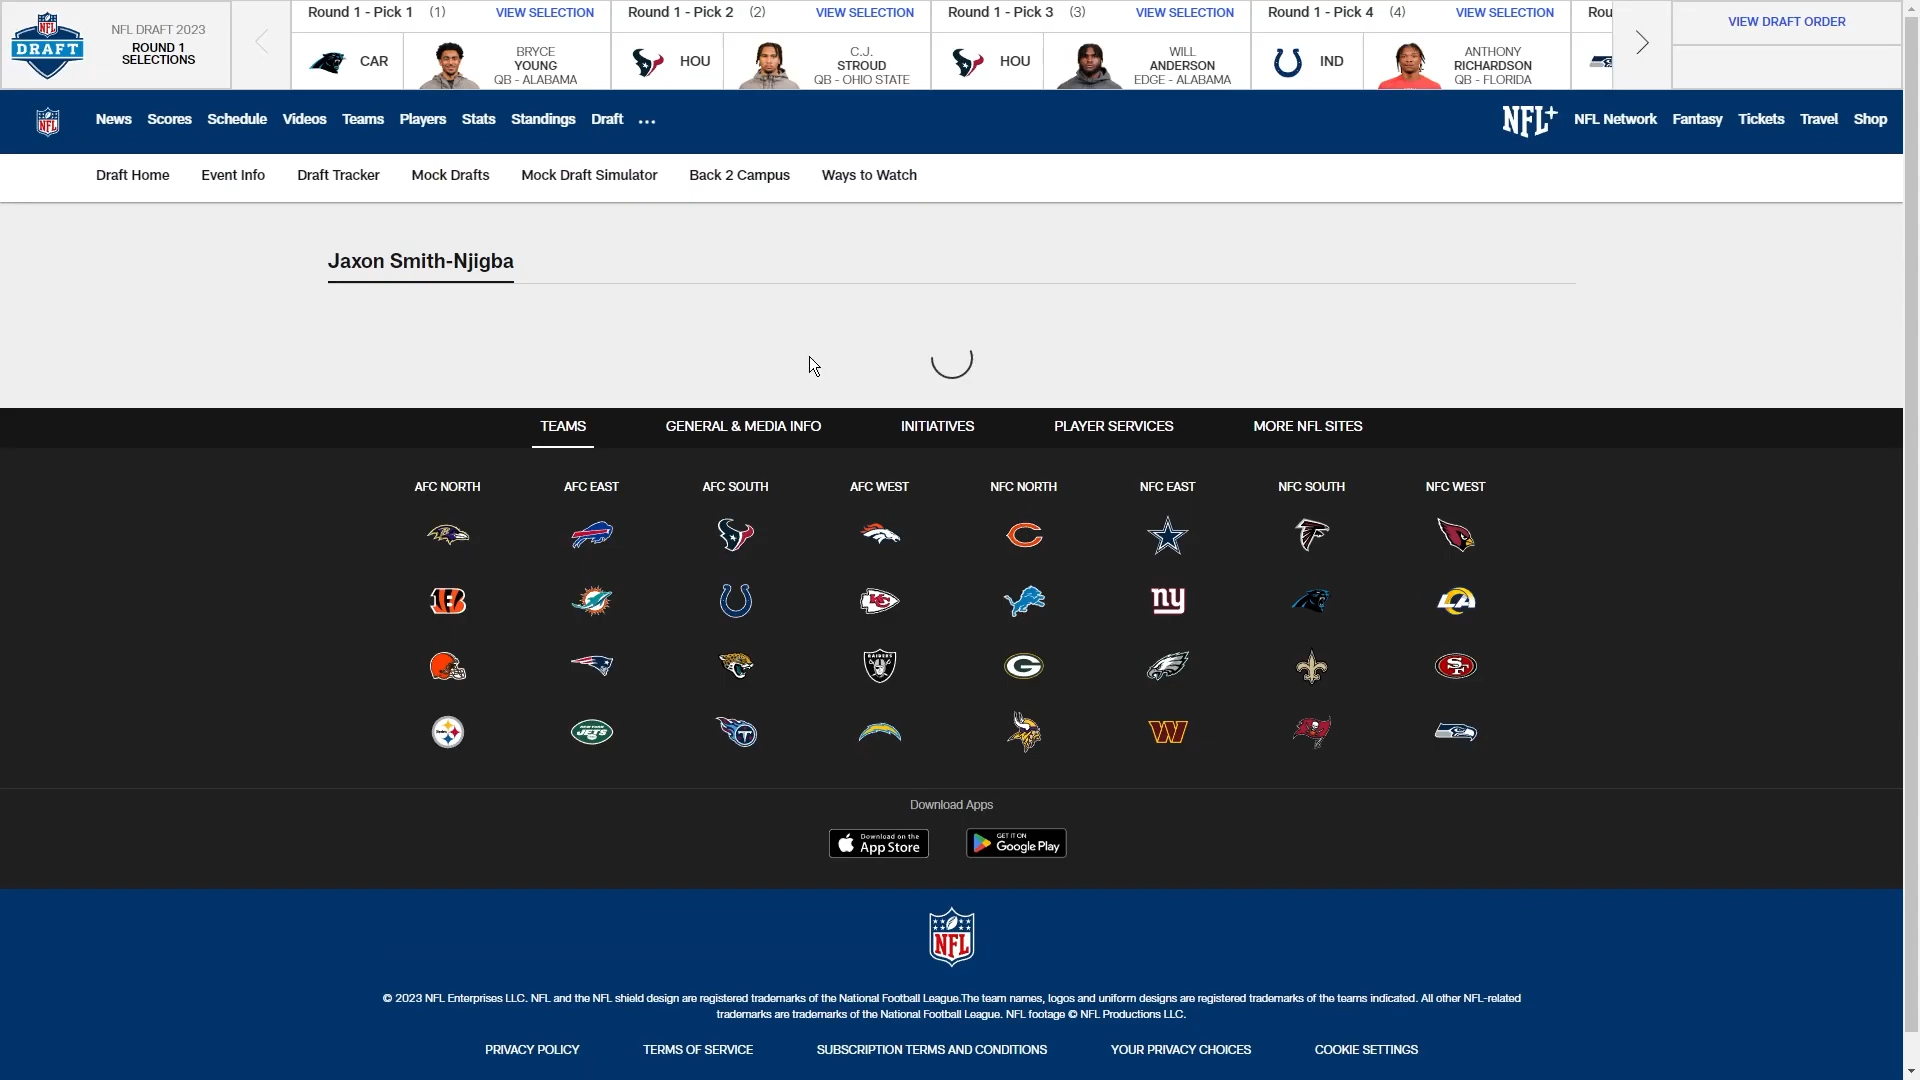 NFL DRAFT 2023
ROUND 1
SELECTIONS
DRAFT
Round 1 - Pick 1 (1) VIEW SELECTION
CAR
BRYCE
YOUNG
QB - ALABAMA
Round 1 - Pick 2 (2) VIEW SELECTION
HOU
C.J.
STROUD
QB - OHIO STATE
Round 1 - Pick 3 (3) VIEW SELECTION
HOU
WILL
ANDERSON
EDGE - ALABAMA
Round 1 - Pick 4 (4) VIEW SELECTION
IND
ANTHONY
RICHARDSON
QB - FLORIDA
Rou
VIEW DRAFT ORDER
News Scores Schedule Videos Teams Players Stats Standings Draft ...
NFL+ NFL Network Fantasy Tickets Travel Shop
Draft Home Event Info Draft Tracker Mock Drafts Mock Draft Simulator Back 2 Campus Ways to Watch
Jaxon Smith-Njigba
TEAMS GENERAL & MEDIA INFO INITIATIVES PLAYER SERVICES MORE NFL SITES
AFC NORTH AFC EAST AFC SOUTH AFC WEST NFC NORTH NFC EAST NFC SOUTH NFC WEST
ny
LA
RAIDERS
G
SF
Steelers
NEW YORK
JETS
T
W
Download Apps
Download on the
App Store
GET IT ON
Google Play
NFL
© 2023 NFL Enterprises LLC. NFL and the NFL shield design are registered trademarks of the National Football League.The team names, logos and uniform designs are registered trademarks of the teams indicated. All other NFL-related
trademarks are trademarks of the National Football League. NFL footage © NFL Productions LLC.
PRIVACY POLICY TERMS OF SERVICE SUBSCRIPTION TERMS AND CONDITIONS YOUR PRIVACY CHOICES COOKIE SETTINGS